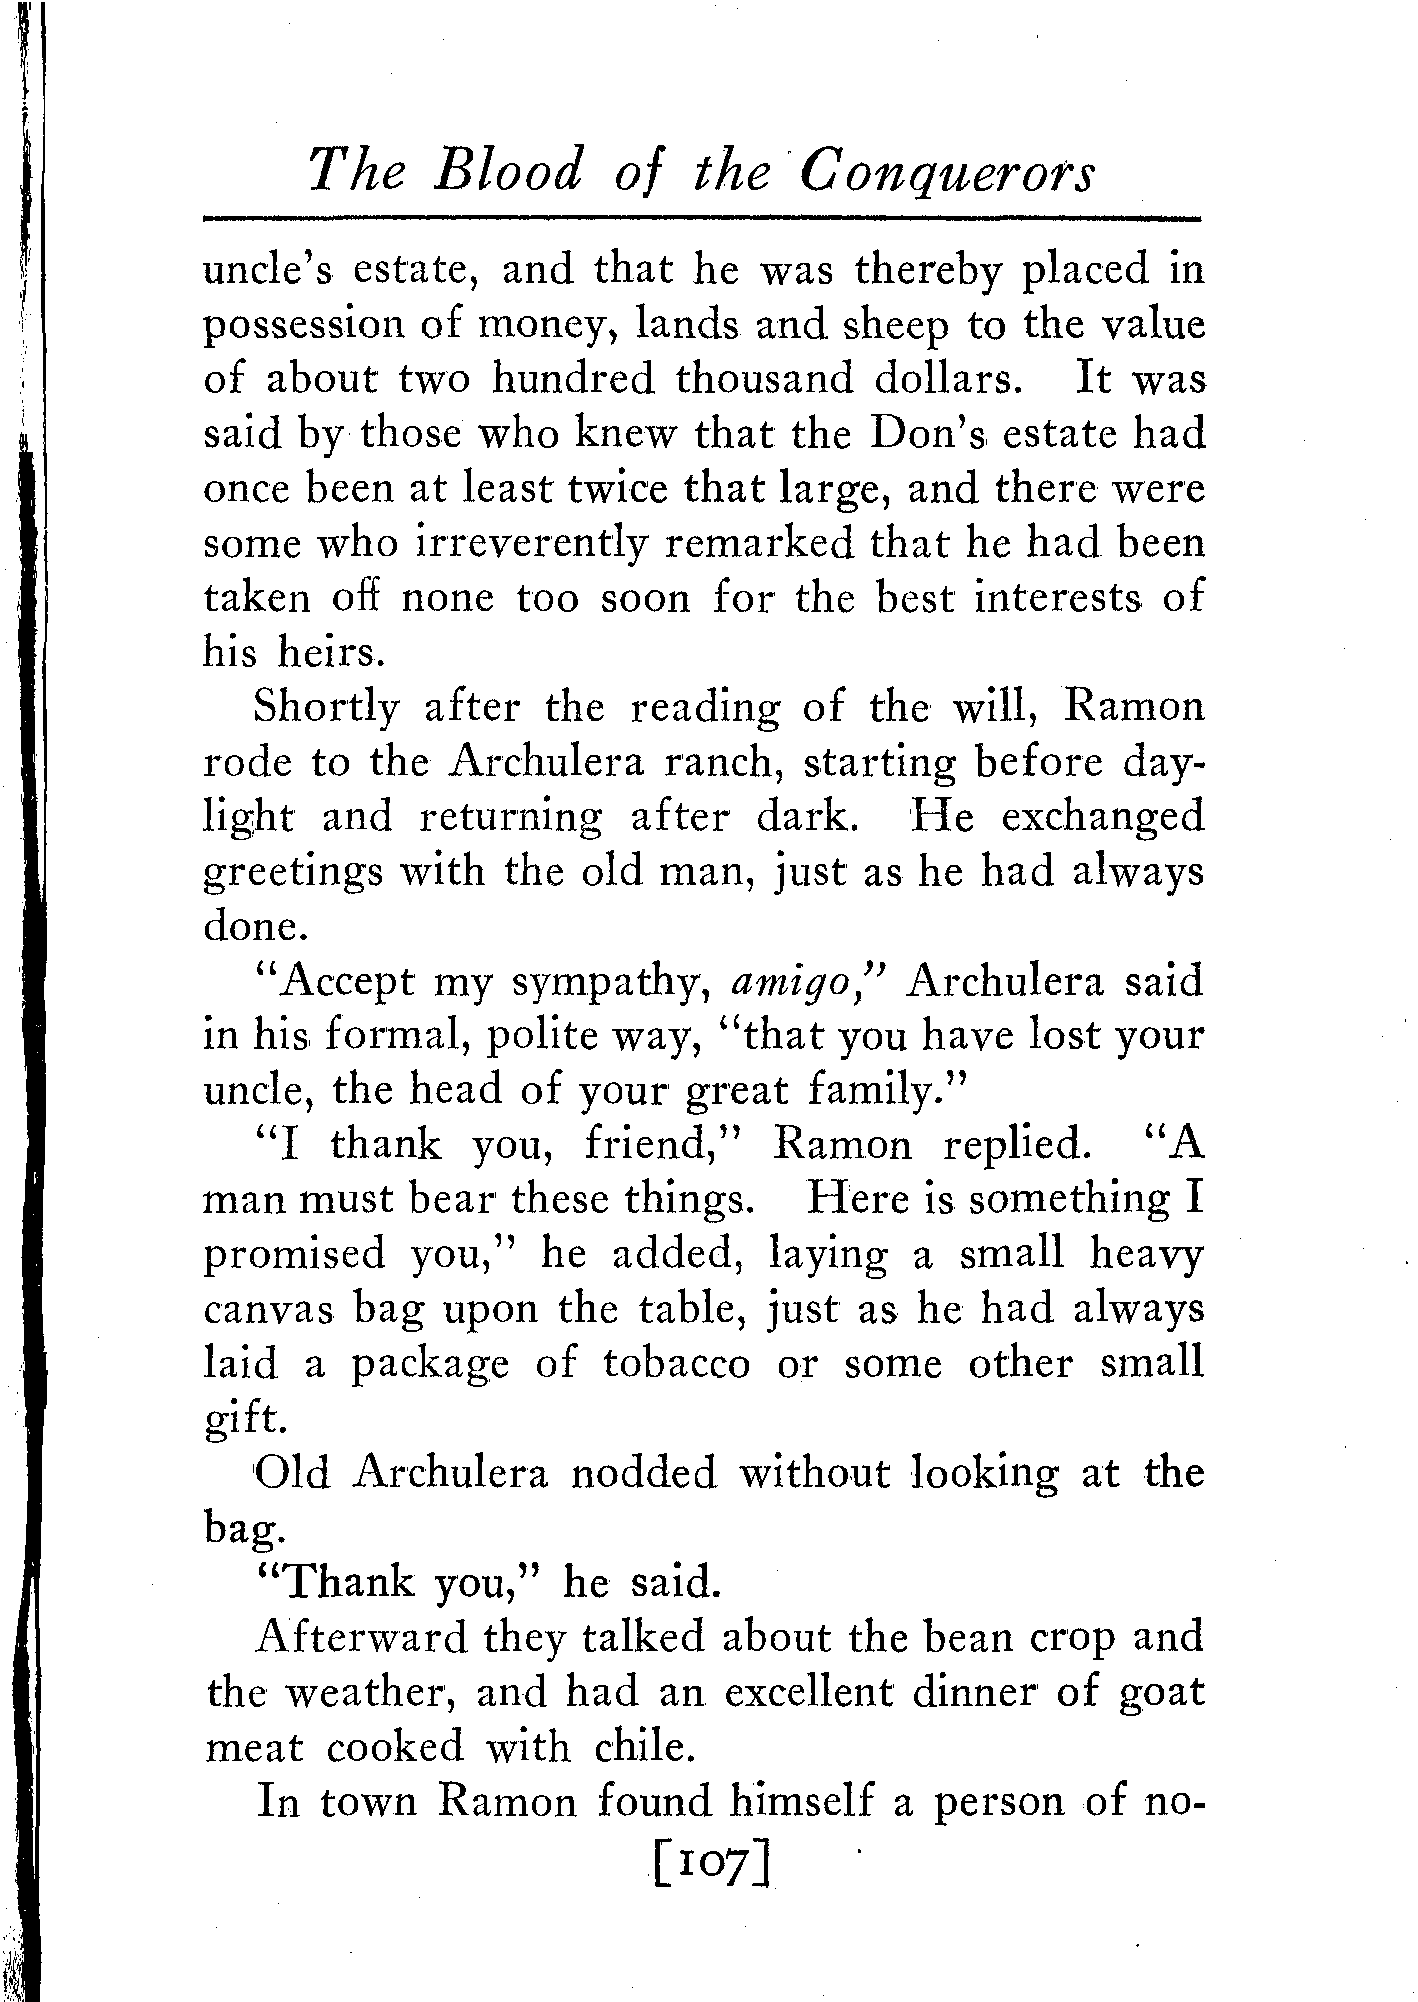 The Blood of the Conquerors
uncle's estate, and that he was thereby placed in
possession of money, lands and sheep to the value
of about two hundred thousand dollars. It was
said by those who knew that the Don's estate had
once been at least twice that large, and there were
some who irreverently remarked that he had been
taken off none too soon for the best interests of
his heirs.
Shortly after the reading of the will, Ramon
rode to the Archulera ranch, starting before day-
light and returning after dark. He exchanged
greetings with the old man, just as he had always
done.
"Accept my sympathy, amigo," Archulera said
in his formal, polite way, "that you have lost your
uncle, the head of your great family."
"I thank you, friend," Ramon replied. "A
man must bear these things. Here is something I
promised you," he added, laying a small heavy
canvas bag upon the table, just as he had always
laid a package of tobacco or some other small
gift.
Old Archulera nodded without looking at the
bag.
"Thank you," he said.
Afterward they talked about the bean crop and
the weather, and had an excellent dinner of goat
meat cooked with chile.
In town Ramon found himself a person of no-
[107]